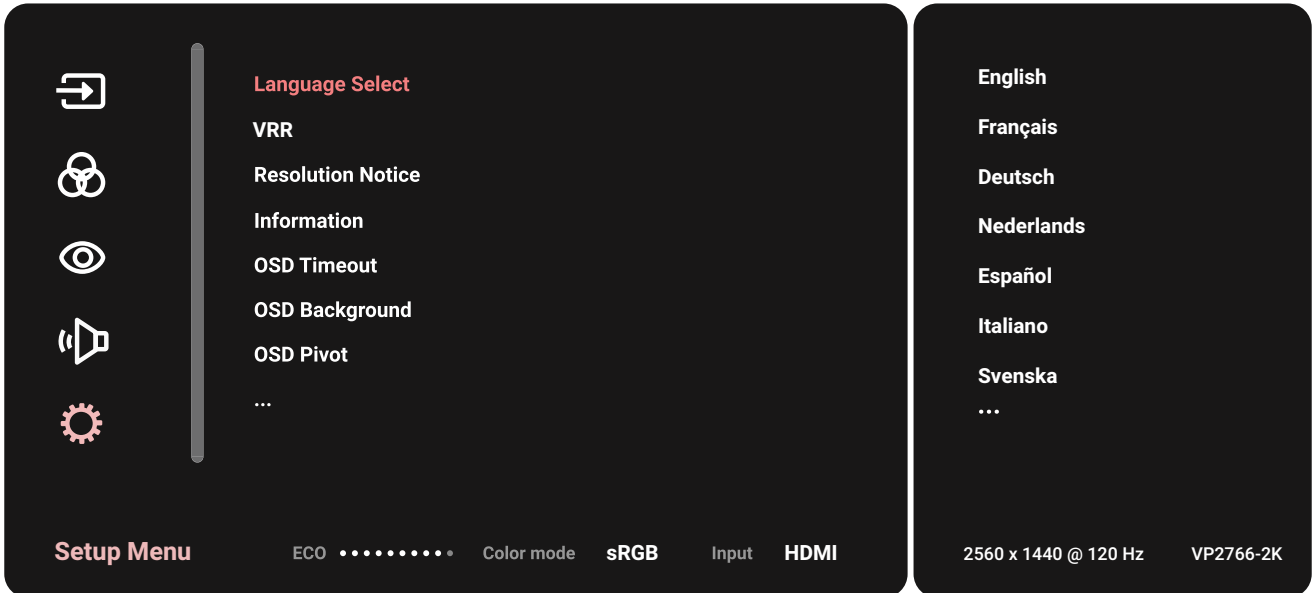 Language Select
VRR
Resolution Notice
Information
OSD Timeout
OSD Background
OSD Pivot
...
English
Français
Deutsch
Nederlands
Español
Italiano
Svenska
...
Setup Menu ECO Color mode sRGB Input HDMI 2560 x 1440 @ 120 Hz VP2766-2K